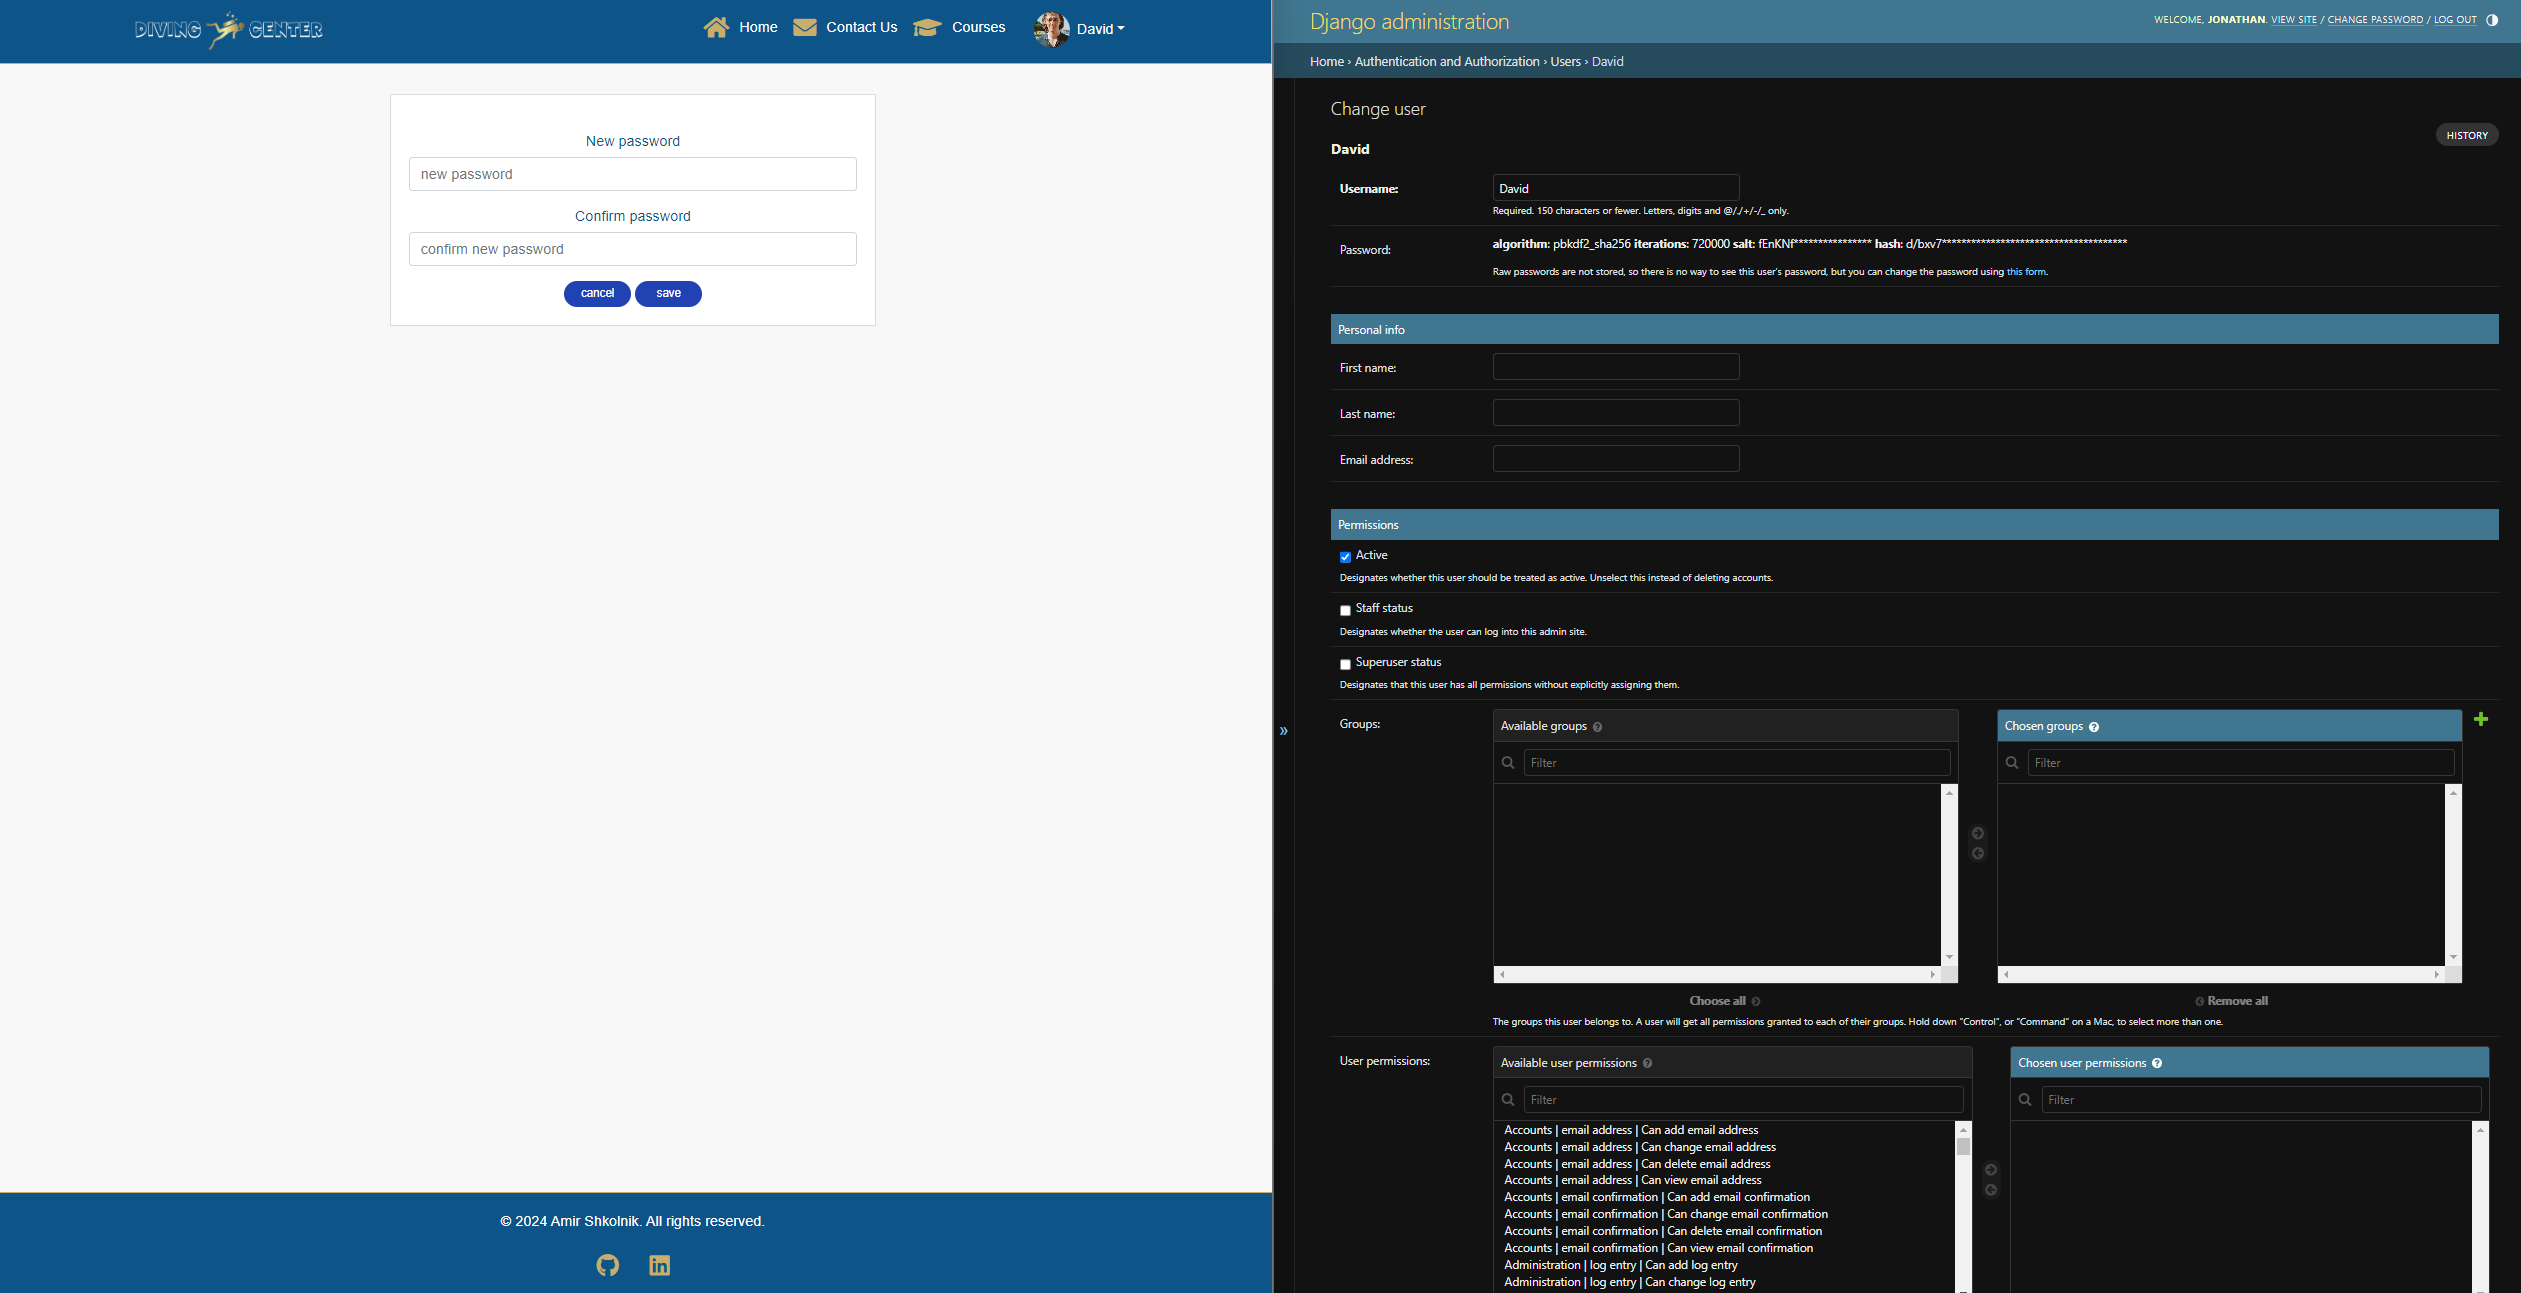 DIVING CENTER
Home
Contact Us
Courses
David
New password
new password
Confirm password
confirm new password
cancel
save
© 2024 Amir Shkolnik. All rights reserved.
Django administration
WELCOME, JONATHAN. VIEW SITE / CHANGE PASSWORD / LOG OUT
Home › Authentication and Authorization › Users › David
Change user
HISTORY
David
Username:
David
Required. 150 characters or fewer. Letters, digits and @/./+/-/_ only.
Password:
algorithm: pbkdf2_sha256 iterations: 720000 salt: fEnKNf**************** hash: d/bxv7**************************************
Raw passwords are not stored, so there is no way to see this user's password, but you can change the password using this form.
Personal info
First name:
Last name:
Email address:
Permissions
Active
Designates whether this user should be treated as active. Unselect this instead of deleting accounts.
Staff status
Designates whether the user can log into this admin site.
Superuser status
Designates that this user has all permissions without explicitly assigning them.
»
Groups:
Available groups ?
Filter
Chosen groups ?
Filter
Choose all
Remove all
The groups this user belongs to. A user will get all permissions granted to each of their groups. Hold down “Control”, or “Command” on a Mac, to select more than one.
User permissions:
Available user permissions ?
Filter
Accounts | email address | Can add email address
Accounts | email address | Can change email address
Accounts | email address | Can delete email address
Accounts | email address | Can view email address
Accounts | email confirmation | Can add email confirmation
Accounts | email confirmation | Can change email confirmation
Accounts | email confirmation | Can delete email confirmation
Accounts | email confirmation | Can view email confirmation
Administration | log entry | Can add log entry
Administration | log entry | Can change log entry
Chosen user permissions ?
Filter